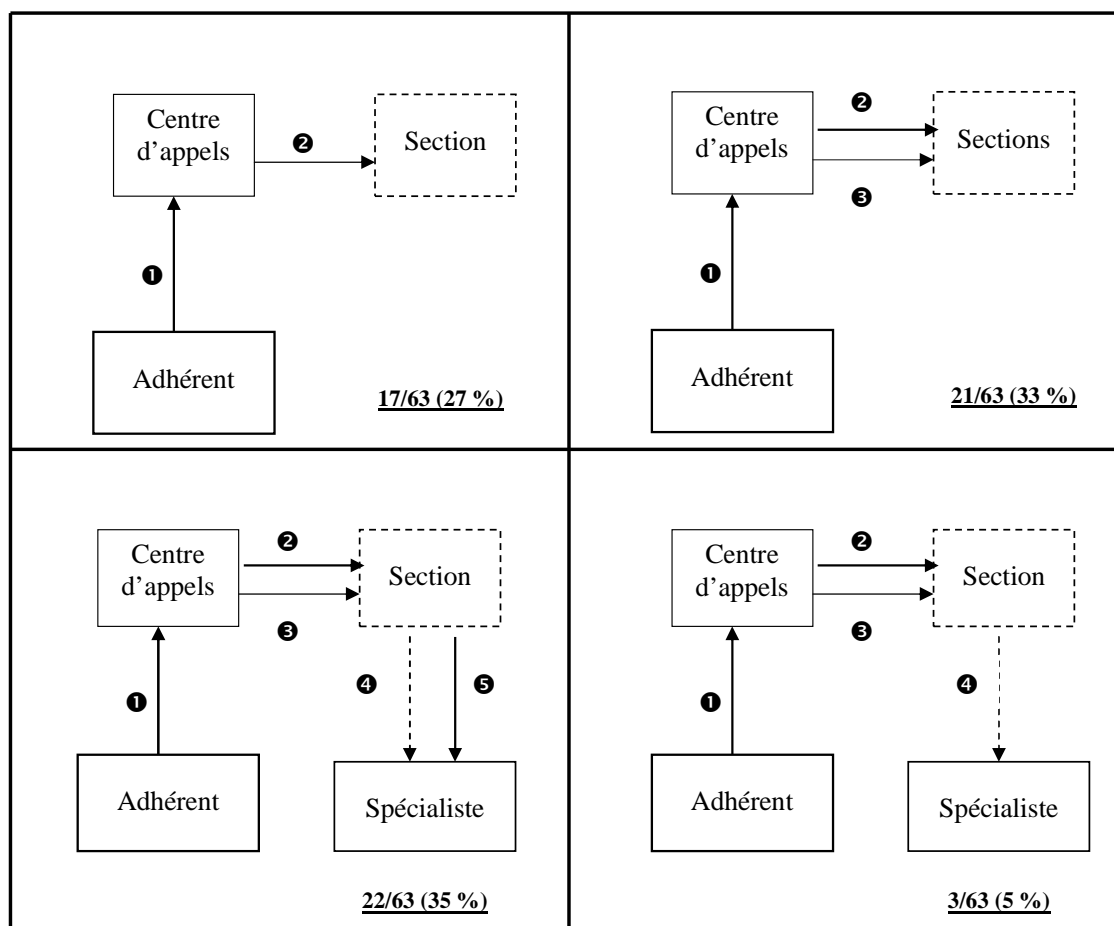 Centre
d'appels
❷
Section
❶
Adhérent
17/63 (27 %)
Centre
d'appels
❷
❸
Sections
❶
Adhérent
21/63 (33 %)
Centre
d'appels
❷
❸
Section
❶
❹
❺
Adhérent
Spécialiste
22/63 (35 %)
Centre
d'appels
❷
❸
Section
❶
❹
Adhérent
Spécialiste
3/63 (5 %)